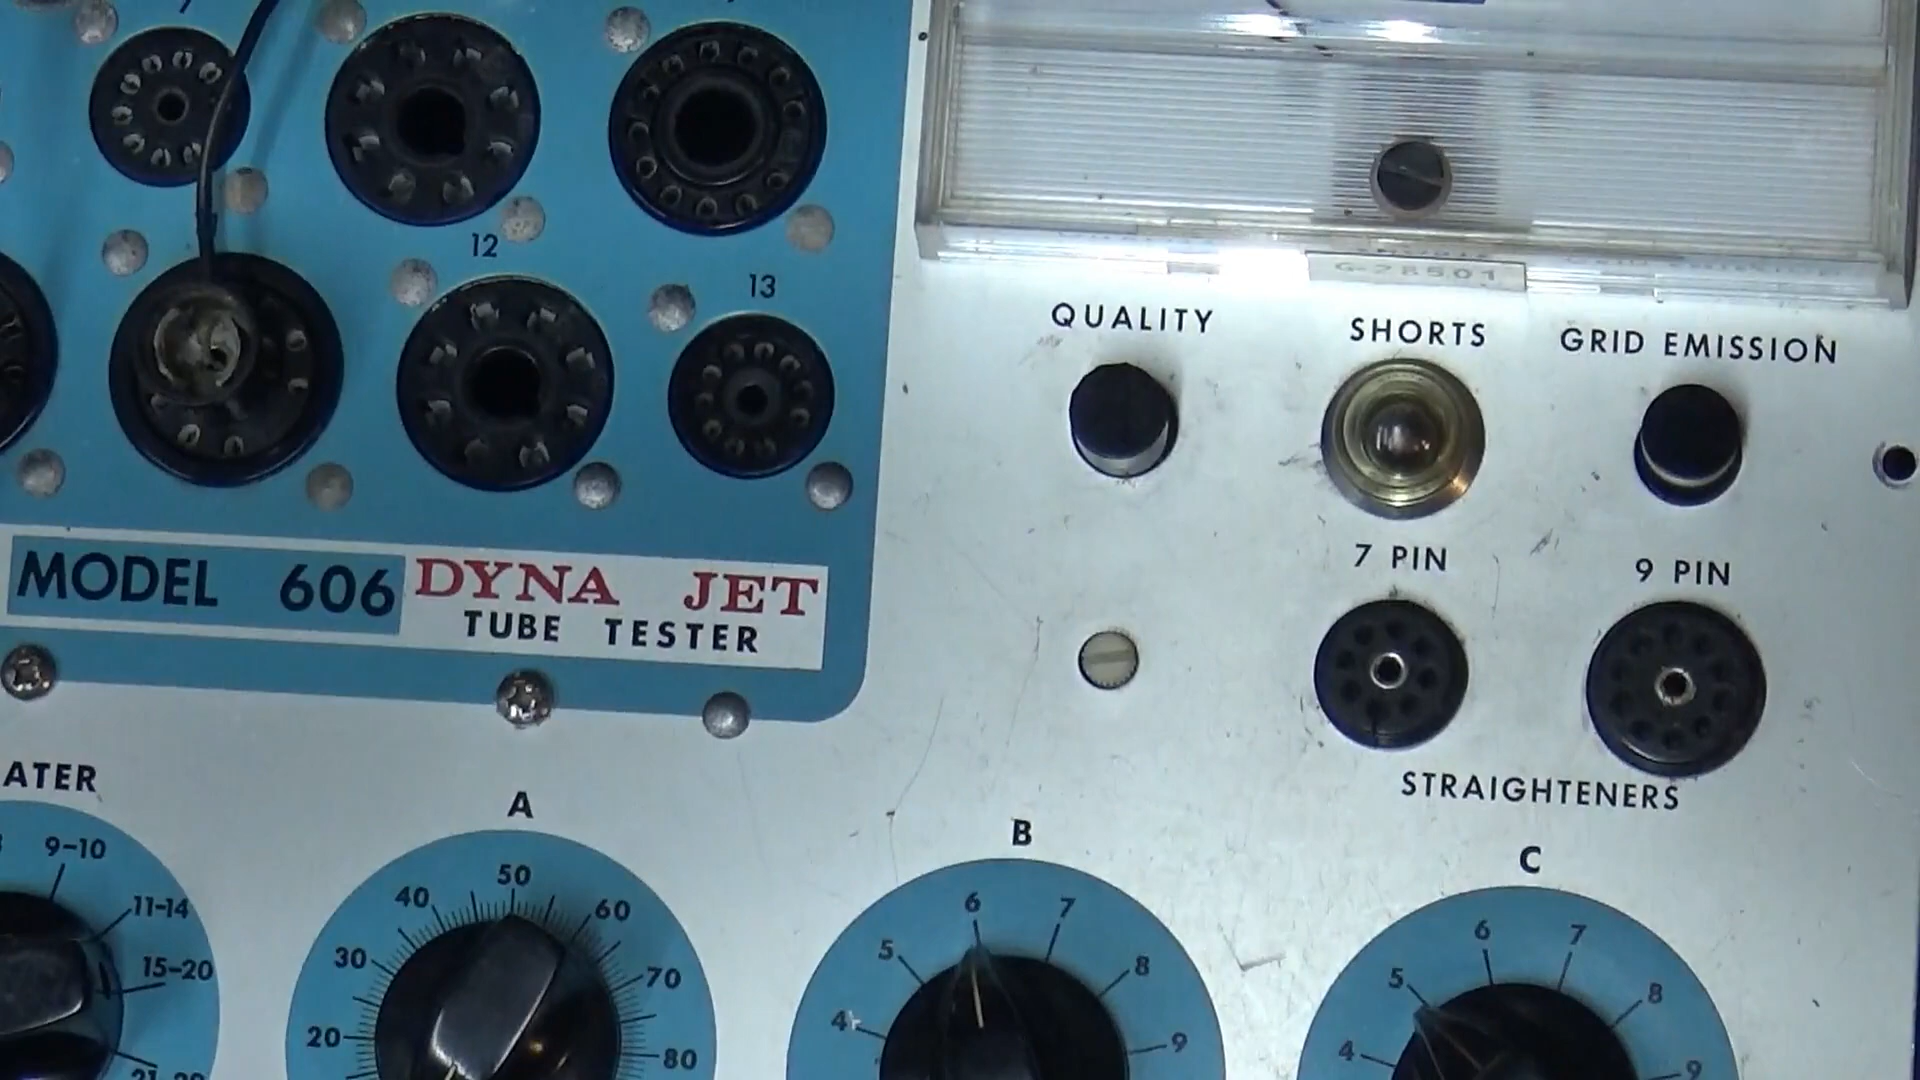 12
13
G-28501
QUALITY
SHORTS
GRID EMISSION
MODEL 606
DYNA JET
TUBE TESTER
7 PIN
9 PIN
STRAIGHTENERS
ATER
9-10
11-14
15-20
A
20
30
40
50
60
70
80
B
4
5
6
7
8
9
C
4
5
6
7
8
9